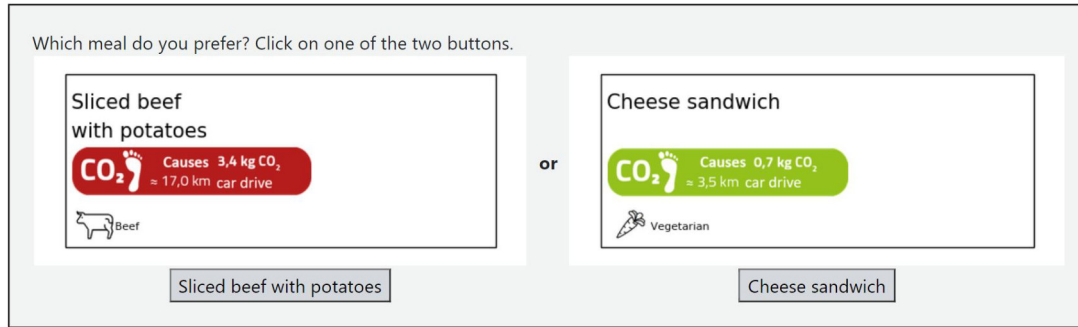 Which meal do you prefer? Click on one of the two buttons.
Sliced beef
with potatoes
CO₂
Causes 3,4 kg CO₂
≈ 17,0 km car drive
Beef
Sliced beef with potatoes
or
Cheese sandwich
CO₂
Causes 0,7 kg CO₂
≈ 3,5 km car drive
Vegetarian
Cheese sandwich